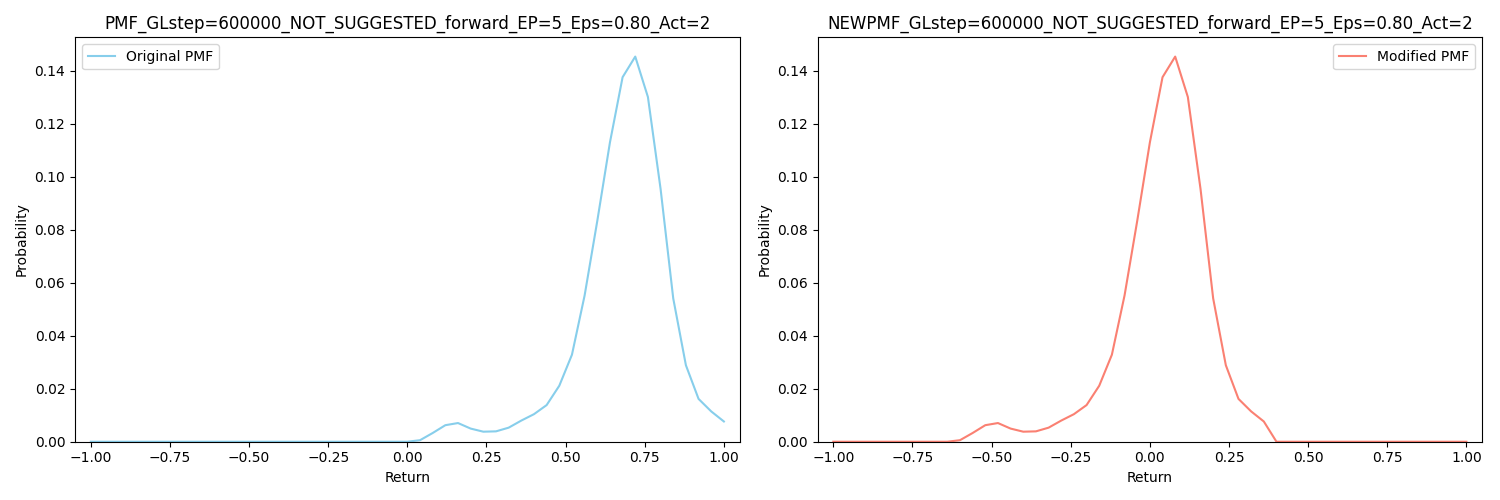 PMF_GLstep=600000_NOT_SUGGESTED_forward_EP=5_Eps=0.80_Act=2
Original PMF
Probability
0.14
0.12
0.10
0.08
0.06
0.04
0.02
0.00
−1.00 −0.75 −0.50 −0.25 0.00 0.25 0.50 0.75 1.00
Return
NEWPMF_GLstep=600000_NOT_SUGGESTED_forward_EP=5_Eps=0.80_Act=2
Modified PMF
Probability
0.14
0.12
0.10
0.08
0.06
0.04
0.02
0.00
−1.00 −0.75 −0.50 −0.25 0.00 0.25 0.50 0.75 1.00
Return